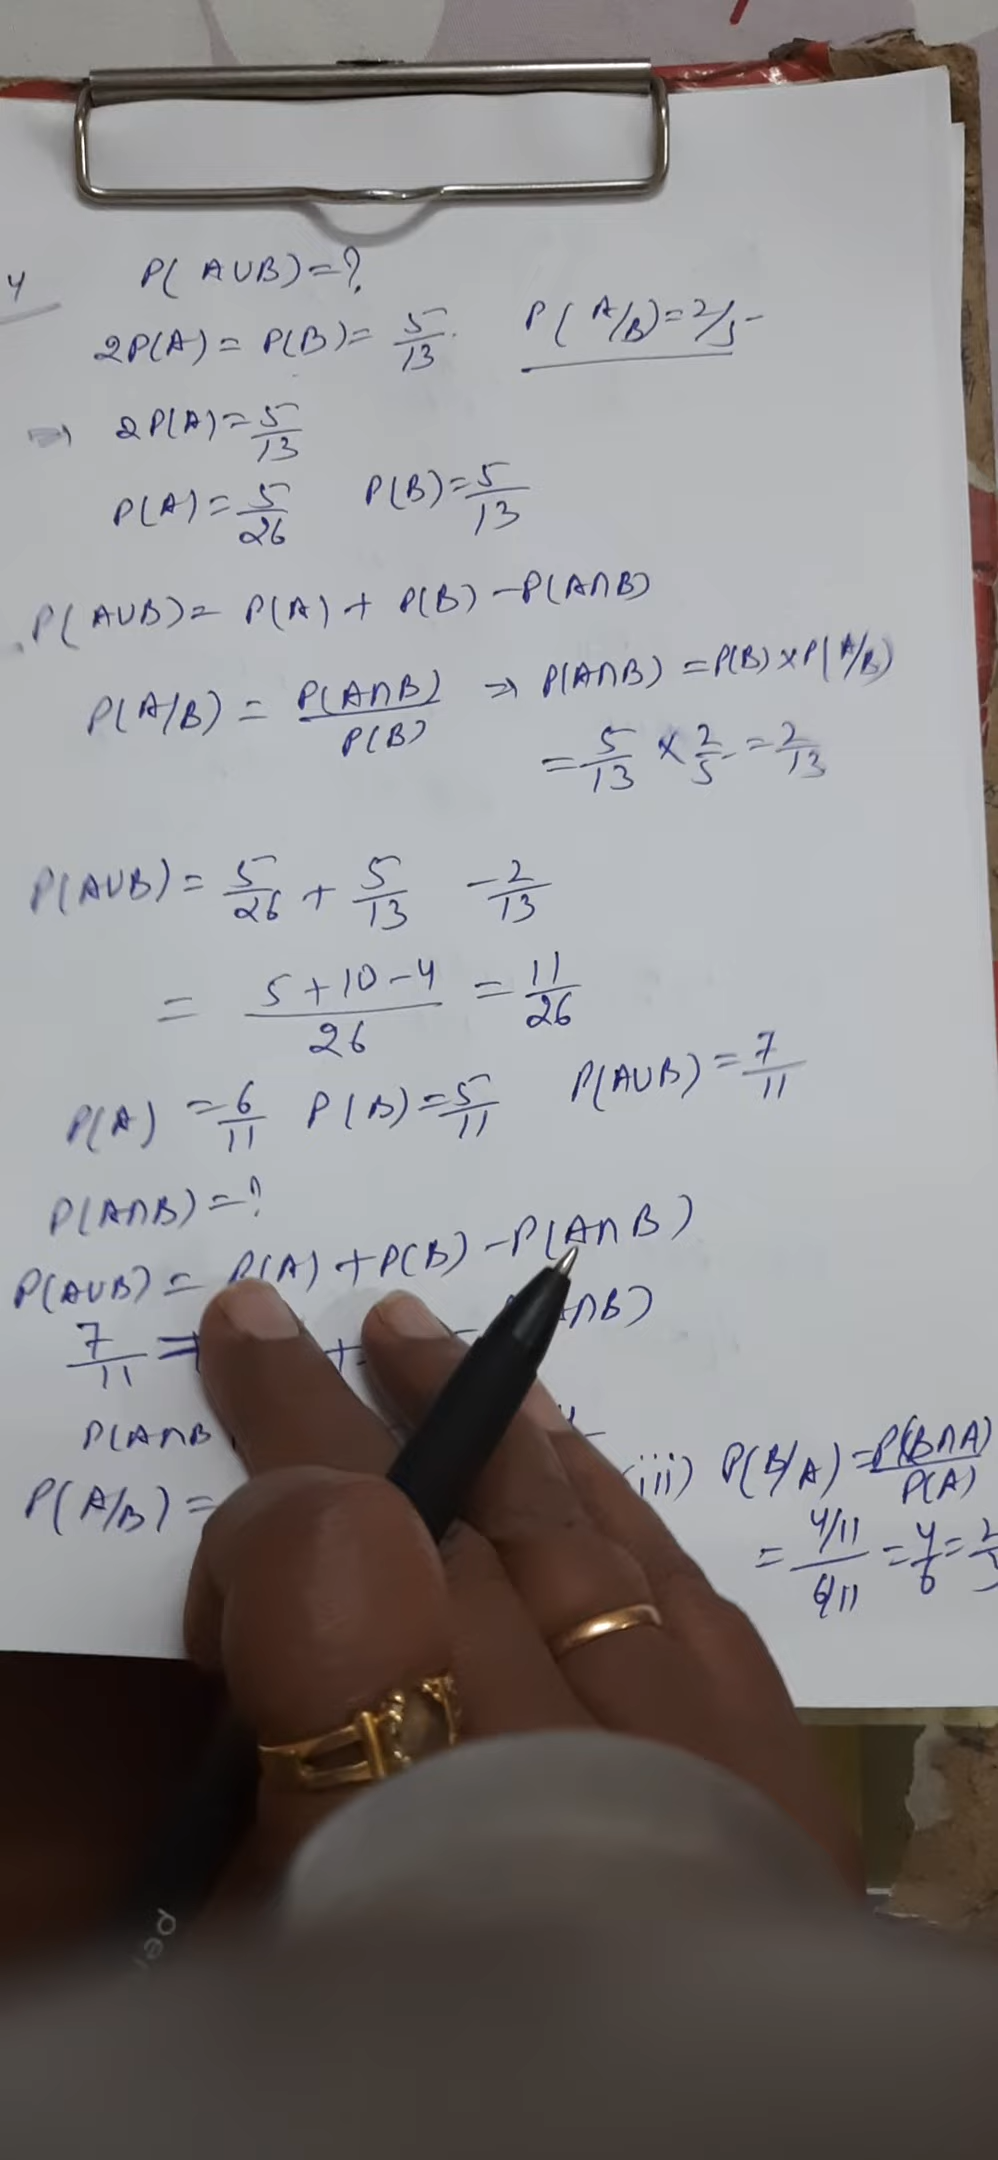 4 P(A∪B)=?
2P(A) = P(B) = 5/13. P(A/B)=2/5
⇒ 2P(A)=5/13
P(A)=5/26 P(B)=5/13
P(A∪B)= P(A) + P(B) -P(A∩B)
P(A/B) = P(A∩B)/P(B) ⇒ P(A∩B) = P(B)×P(A/B)
= 5/13 × 2/5 = 2/13
P(A∪B) = 5/26 + 5/13 - 2/13
= 5+10-4/26 = 11/26
P(A) = 6/11 P(B)=5/11 P(A∪B) = 7/11
P(A∩B)=?
P(A∪B) = P(A) + P(B) - P(A∩B)
7/11 = + ∩B)
P(A∩B
P(A/B) =
iii) P(B/A) = P(B∩A)/P(A)
= 4/11/6/11 = 4/6 = 2
pe